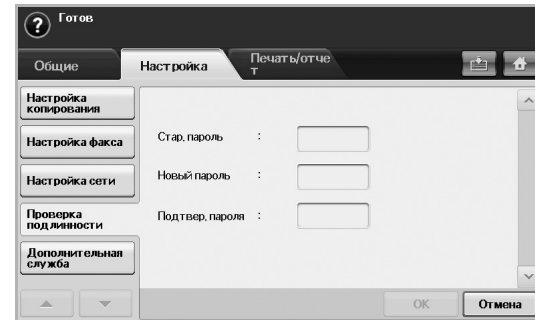 ? Готов
Общие
Настройка
Печать/отче
т
Настройка
копирования
Настройка факса
Настройка сети
Проверка
подлинности
Дополнительная
служба
Стар. пароль :
Новый пароль :
Подтвер. пароля :
OK
Отмена